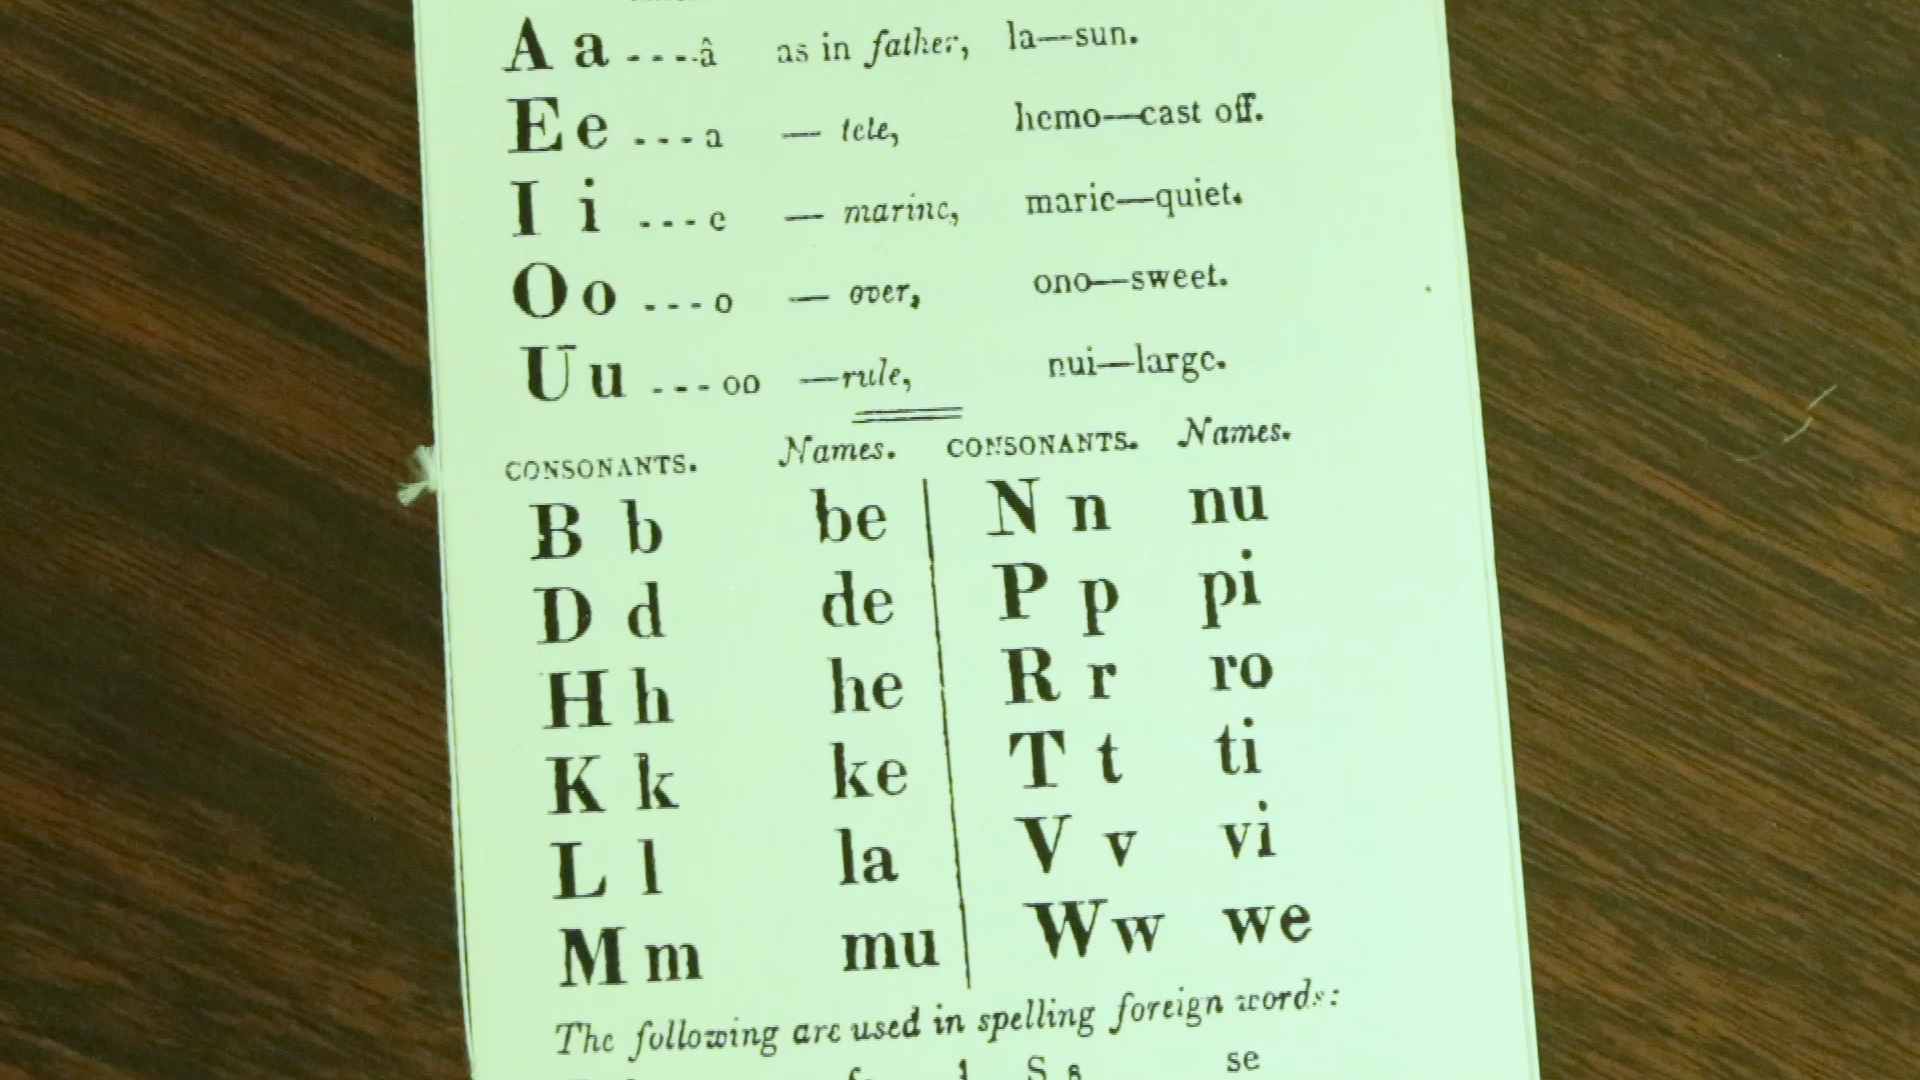 A a ----â as in father, la—sun.
E e ---a — tele, hemo—cast off.
I i ---e — marine, marie—quiet.
O o ---o — over, ono—sweet.
U u ---oo —rule, nui—large.
CONSONANTS. Names. CONSONANTS. Names.
B b be N n nu
D d de P p pi
H h he R r ro
K k ke T t ti
L l la V v vi
M m mu W w we
The following are used in spelling foreign words:
S s se